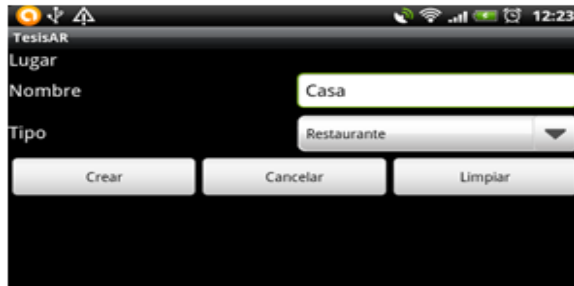 12:23
TesisAR
Lugar
Nombre Casa
Tipo Restaurante
Crear Cancelar Limpiar